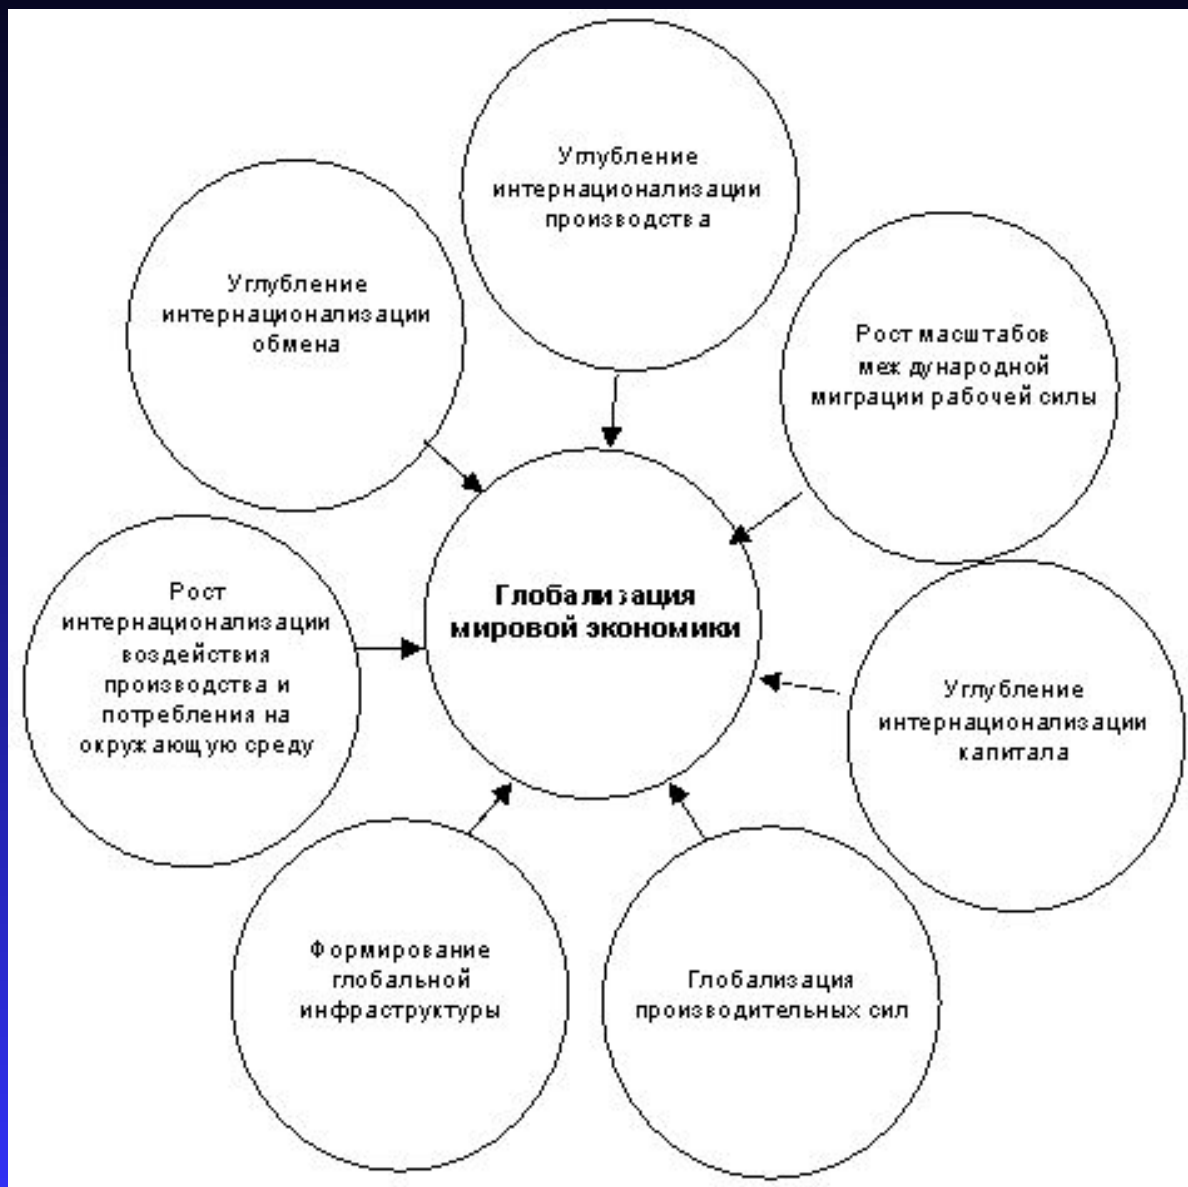 Углубление
интернационализации
производства
Углубление
интернационализации
обмена
Рост масштабов
международной
миграции рабочей силы
Глобализация
мировой экономики
Рост
интернационализации
воздействия
производства и
потребления на
окружающую среду
Углубление
интернационализации
капитала
Формирование
глобальной
инфраструктуры
Глобализация
производительных сил